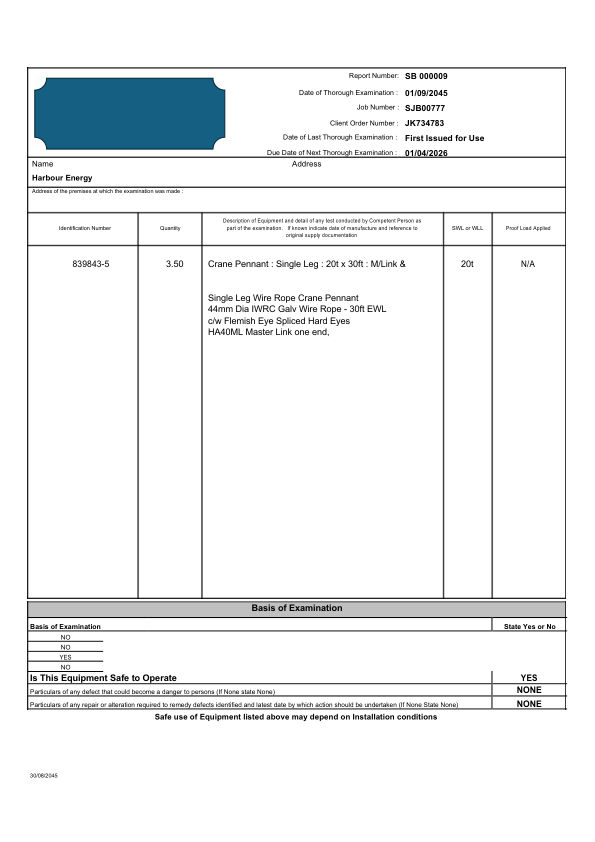 Report Number: SB 000009
Date of Thorough Examination : 01/09/2045
Job Number : SJB00777
Client Order Number : JK734783
Date of Last Thorough Examination : First Issued for Use
Due Date of Next Thorough Examination : 01/04/2026
Name Address
Harbour Energy
Address of the premises at which the examination was made :
Identification Number Quantity Description of Equipment and detail of any test conducted by Competent Person as SWL or WLL Proof Load Applied
part of the examination. If known indicate date of manufacture and reference to
original supply documentation
839843-5 3.50 Crane Pennant : Single Leg : 20t x 30ft : M/Link & 20t N/A
Single Leg Wire Rope Crane Pennant
44mm Dia IWRC Galv Wire Rope - 30ft EWL
c/w Flemish Eye Spliced Hard Eyes
HA40ML Master Link one end,
Basis of Examination
Basis of Examination State Yes or No
NO
NO
YES
NO
Is This Equipment Safe to Operate YES
Particulars of any defect that could become a danger to persons (If None state None) NONE
Particulars of any repair or alteration required to remedy defects identified and latest date by which action should be undertaken (If None State None) NONE
Safe use of Equipment listed above may depend on Installation conditions
30/08/2045